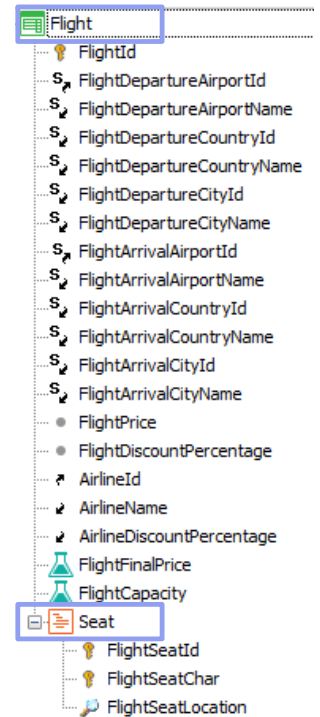 Flight
FlightId
S FlightDepartureAirportId
S FlightDepartureAirportName
S FlightDepartureCountryId
S FlightDepartureCountryName
S FlightDepartureCityId
S FlightDepartureCityName
S FlightArrivalAirportId
S FlightArrivalAirportName
S FlightArrivalCountryId
S FlightArrivalCountryName
S FlightArrivalCityId
S FlightArrivalCityName
FlightPrice
FlightDiscountPercentage
AirlineId
AirlineName
AirlineDiscountPercentage
FlightFinalPrice
FlightCapacity
Seat
FlightSeatId
FlightSeatChar
FlightSeatLocation